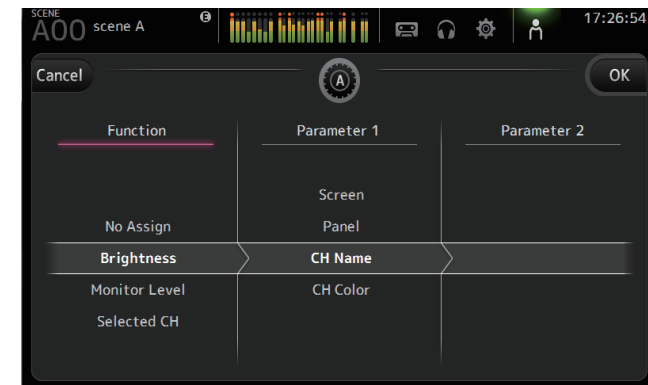 SCENE
A00 scene A
E
17:26:54
Cancel
A
OK
Function
Parameter 1
Parameter 2
Screen
No Assign
Panel
Brightness
CH Name
Monitor Level
CH Color
Selected CH